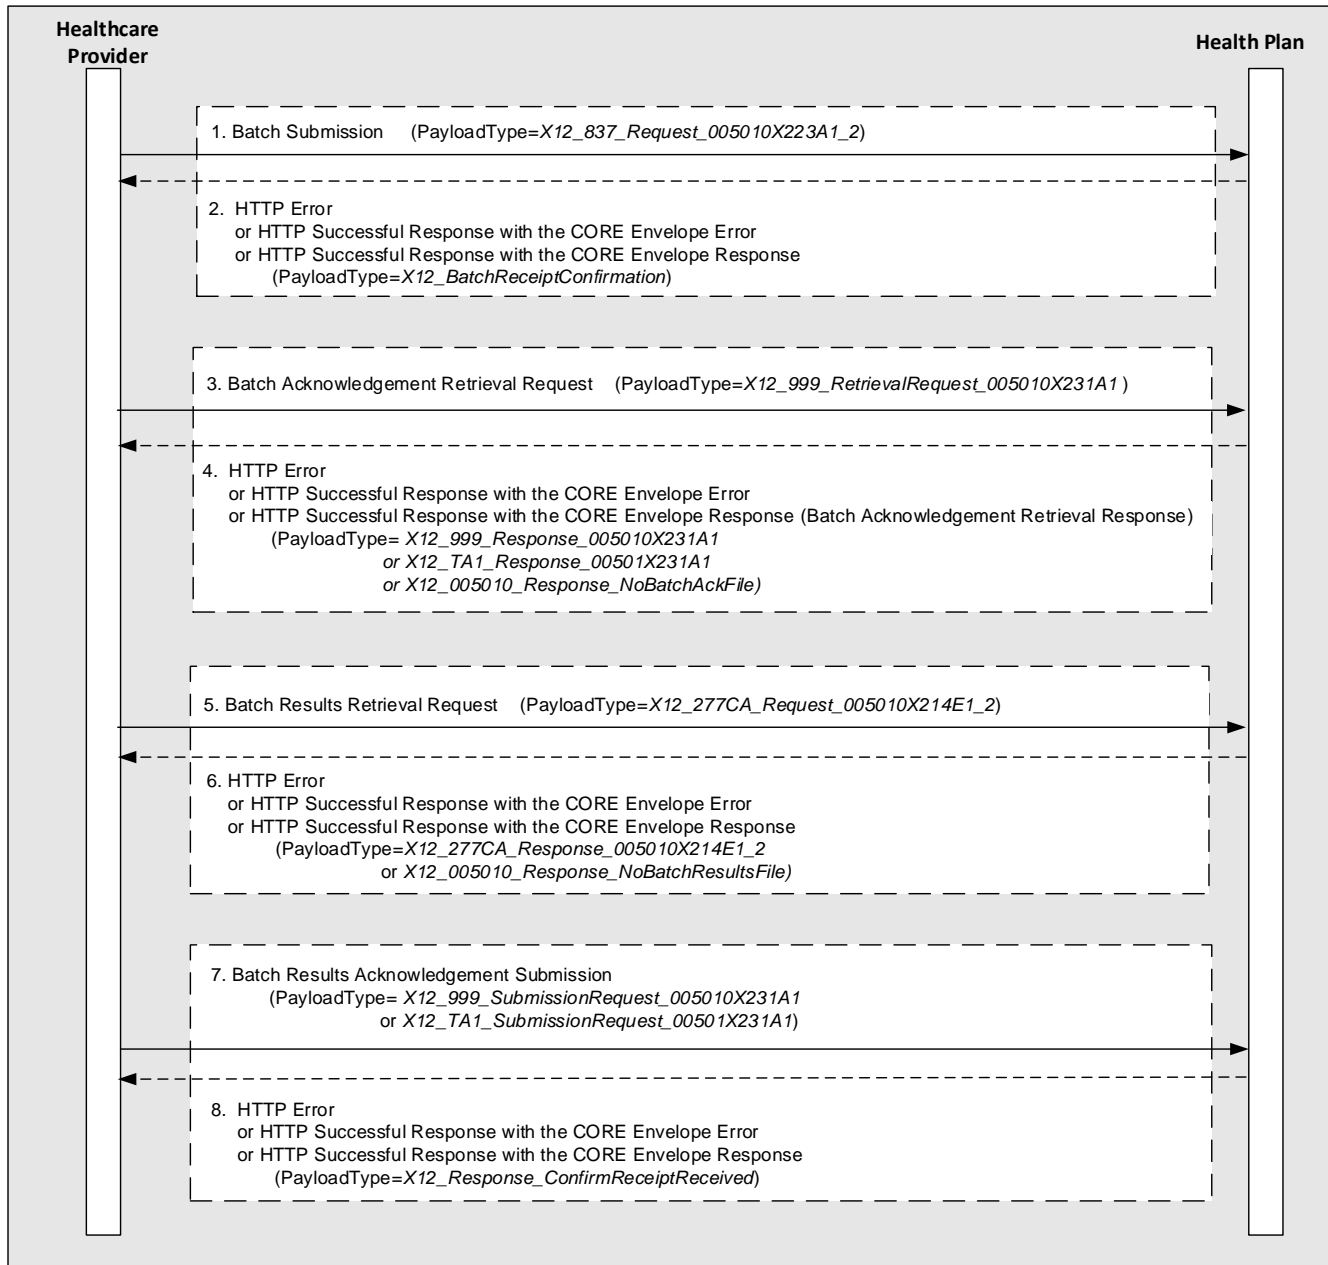 Healthcare
Provider
Health Plan
1. Batch Submission (PayloadType=X12_837_Request_005010X223A1_2)
2. HTTP Error
or HTTP Successful Response with the CORE Envelope Error
or HTTP Successful Response with the CORE Envelope Response
(PayloadType=X12_BatchReceiptConfirmation)
3. Batch Acknowledgement Retrieval Request (PayloadType=X12_999_RetrievalRequest_005010X231A1 )
4. HTTP Error
or HTTP Successful Response with the CORE Envelope Error
or HTTP Successful Response with the CORE Envelope Response (Batch Acknowledgement Retrieval Response)
(PayloadType= X12_999_Response_005010X231A1
or X12_TA1_Response_00501X231A1
or X12_005010_Response_NoBatchAckFile)
5. Batch Results Retrieval Request (PayloadType=X12_277CA_Request_005010X214E1_2)
6. HTTP Error
or HTTP Successful Response with the CORE Envelope Error
or HTTP Successful Response with the CORE Envelope Response
(PayloadType=X12_277CA_Response_005010X214E1_2
or X12_005010_Response_NoBatchResultsFile)
7. Batch Results Acknowledgement Submission
(PayloadType= X12_999_SubmissionRequest_005010X231A1
or X12_TA1_SubmissionRequest_00501X231A1)
8. HTTP Error
or HTTP Successful Response with the CORE Envelope Error
or HTTP Successful Response with the CORE Envelope Response
(PayloadType=X12_Response_ConfirmReceiptReceived)